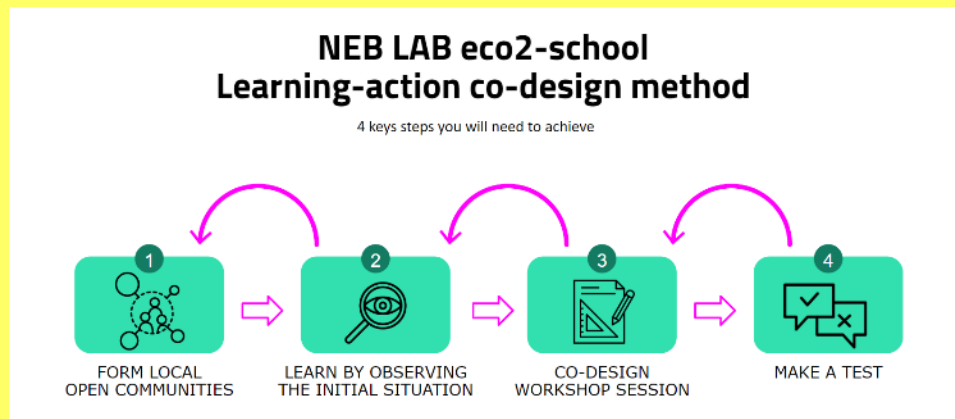 NEB LAB eco2-school
Learning-action co-design method
4 keys steps you will need to achieve
1
2
3
4
FORM LOCAL
OPEN COMMUNITIES
LEARN BY OBSERVING
THE INITIAL SITUATION
CO-DESIGN
WORKSHOP SESSION
MAKE A TEST